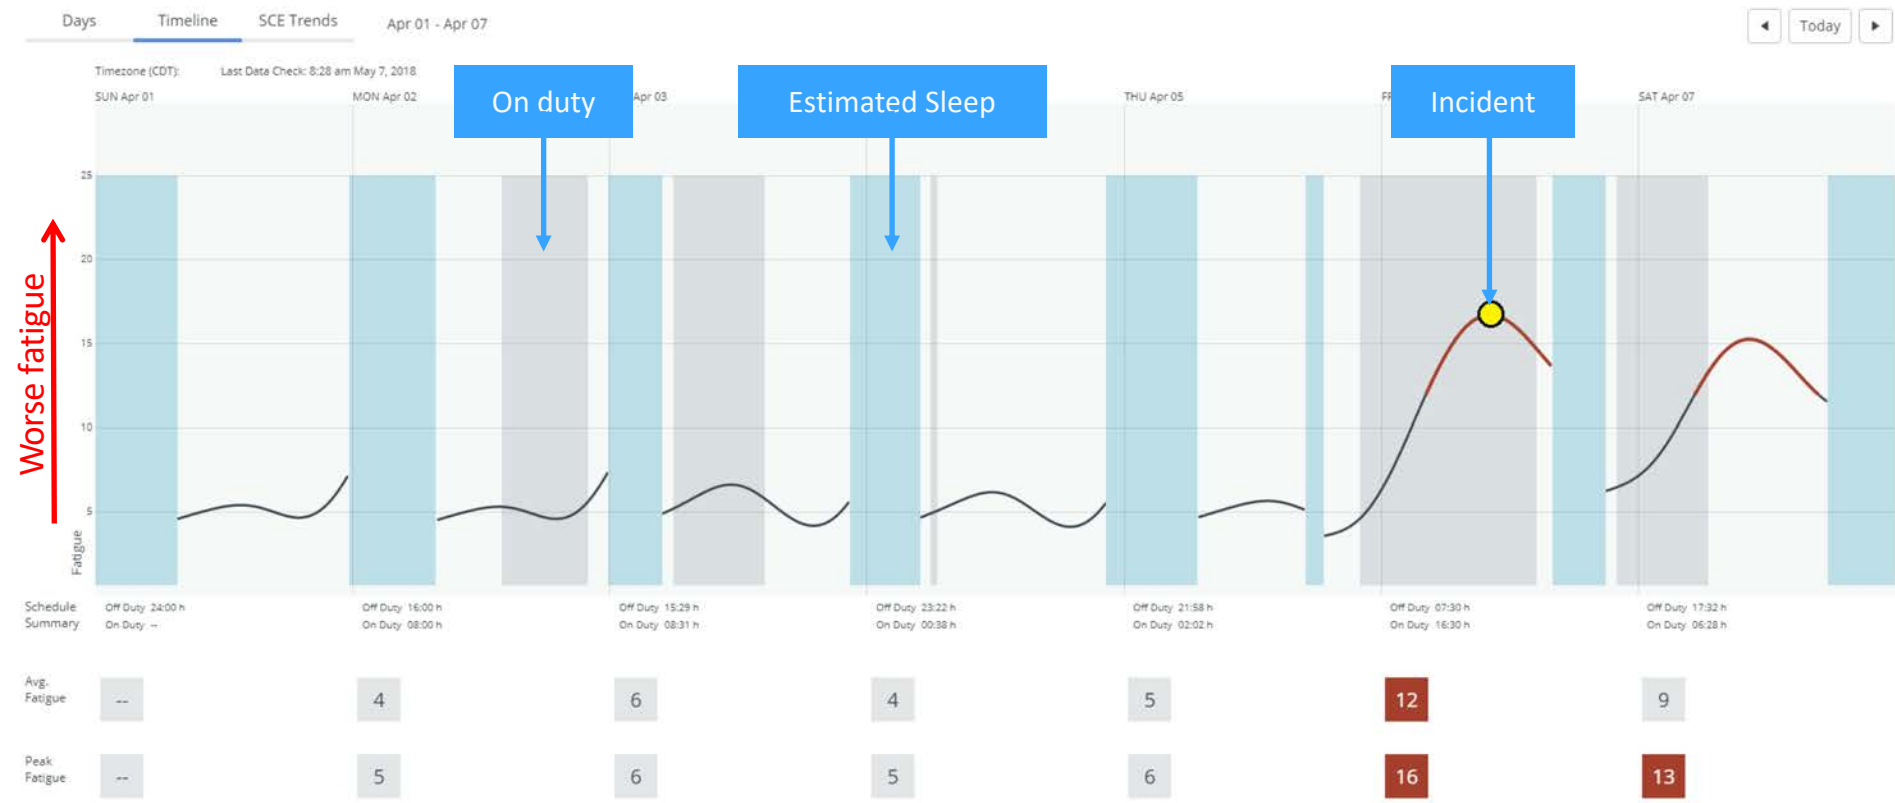 Days Timeline SCE Trends Apr 01 - Apr 07 Today
Timezone (CDT): Last Data Check: 8:28 am May 7, 2018
SUN Apr 01 MON Apr 02 Apr 03 THU Apr 05 FR SAT Apr 07
On duty
Estimated Sleep
Incident
25
20
15
10
5
Worse fatigue
Fatigue
Schedule Off Duty 24:00 h Off Duty 16:00 h Off Duty 15:29 h Off Duty 23:22 h Off Duty 21:58 h Off Duty 07:30 h Off Duty 17:32 h
Summary On Duty -- On Duty 08:00 h On Duty 08:31 h On Duty 00:38 h On Duty 02:02 h On Duty 16:30 h On Duty 06:28 h
Avg.
Fatigue -- 4 6 4 5 12 9
Peak
Fatigue -- 5 6 5 6 16 13